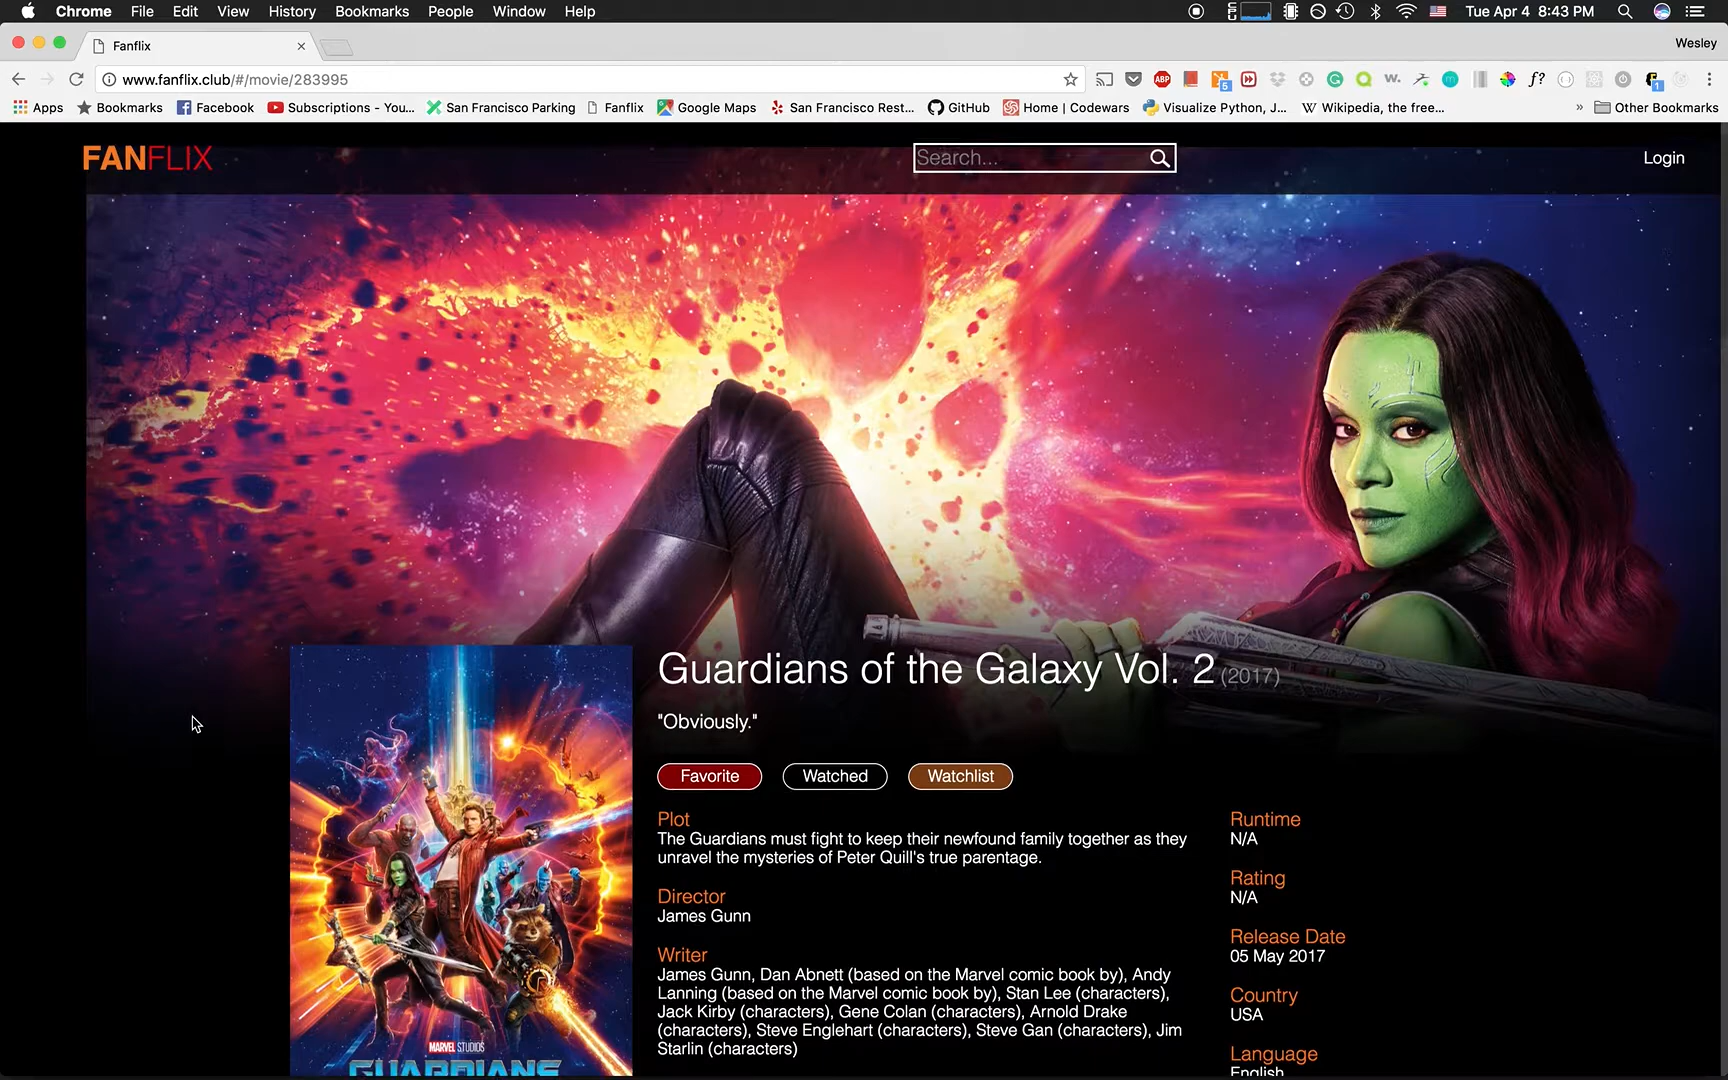 Chrome File Edit View History Bookmarks People Window Help Tue Apr 4 8:43 PM
Fanflix Wesley
www.fanflix.club/#/movie/283995
Apps Bookmarks Facebook Subscriptions - You... San Francisco Parking Fanflix Google Maps San Francisco Rest... GitHub Home | Codewars Visualize Python, J... Wikipedia, the free... » Other Bookmarks
FANFLIX Search... Login
Guardians of the Galaxy Vol. 2 (2017)
"Obviously."
Favorite Watched Watchlist
Plot
The Guardians must fight to keep their newfound family together as they
unravel the mysteries of Peter Quill's true parentage.
Director
James Gunn
Writer
James Gunn, Dan Abnett (based on the Marvel comic book by), Andy
Lanning (based on the Marvel comic book by), Stan Lee (characters),
Jack Kirby (characters), Gene Colan (characters), Arnold Drake
(characters), Steve Englehart (characters), Steve Gan (characters), Jim
Starlin (characters)
Runtime
N/A
Rating
N/A
Release Date
05 May 2017
Country
USA
Language
English
MARVEL STUDIOS
GUARDIANS